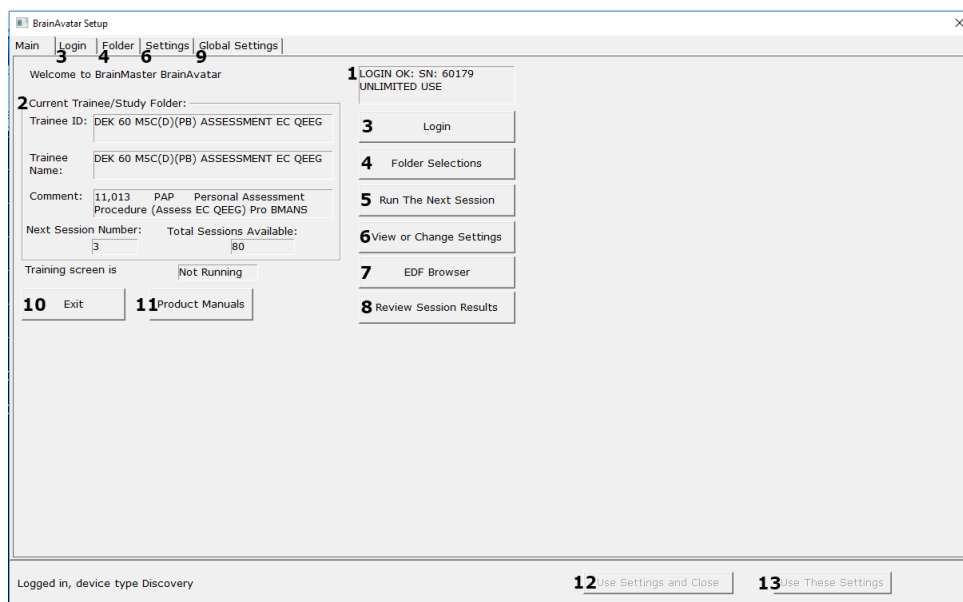 BrainAvatar Setup
Main Login Folder Settings Global Settings
3 4 6 9
Welcome to BrainMaster BrainAvatar
1 LOGIN OK: SN: 60179
UNLIMITED USE
2 Current Trainee/Study Folder:
Trainee ID: DEK 60 M5C(D)(PB) ASSESSMENT EC QEEG
Trainee Name: DEK 60 M5C(D)(PB) ASSESSMENT EC QEEG
Comment: 11,013 PAP Personal Assessment
Procedure (Assess EC QEEG) Pro BMANS
Next Session Number: Total Sessions Available:
3 80
Training screen is Not Running
10 Exit 11 Product Manuals
3 Login
4 Folder Selections
5 Run The Next Session
6 View or Change Settings
7 EDF Browser
8 Review Session Results
Logged in, device type Discovery
12 Use Settings and Close 13 Use These Settings